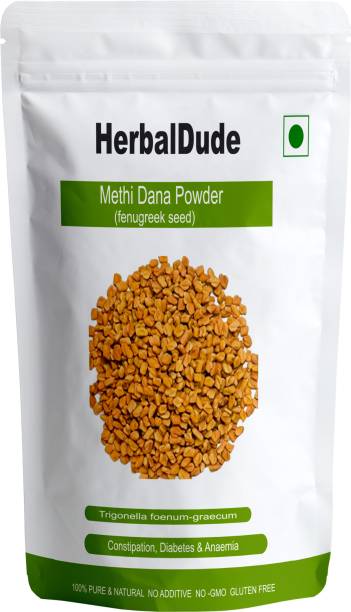 HerbalDude
Methi Dana Powder
(fenugreek seed)
Trigonella foenum-graecum
Constipation, Diabetes & Anaemia
100% PURE & NATURAL NO ADDITIVE NO -GMO GLUTEN FREE